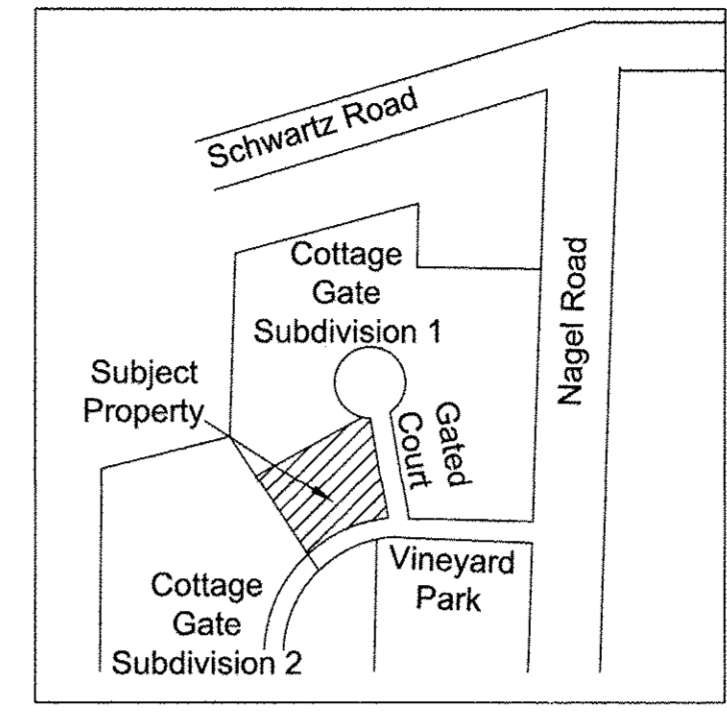 Schwartz Road
Cottage
Gate
Subdivision 1
Nagel Road
Subject
Property
Gated
Court
Vineyard
Park
Cottage
Gate
Subdivision 2